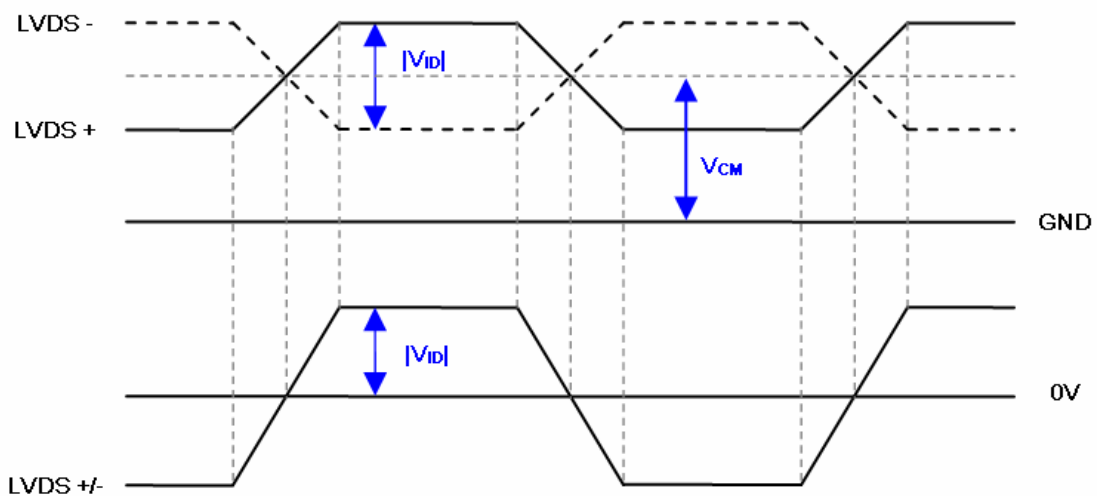 LVDS -
|VID|
LVDS +
VCM
GND
|VID|
0V
LVDS +/-